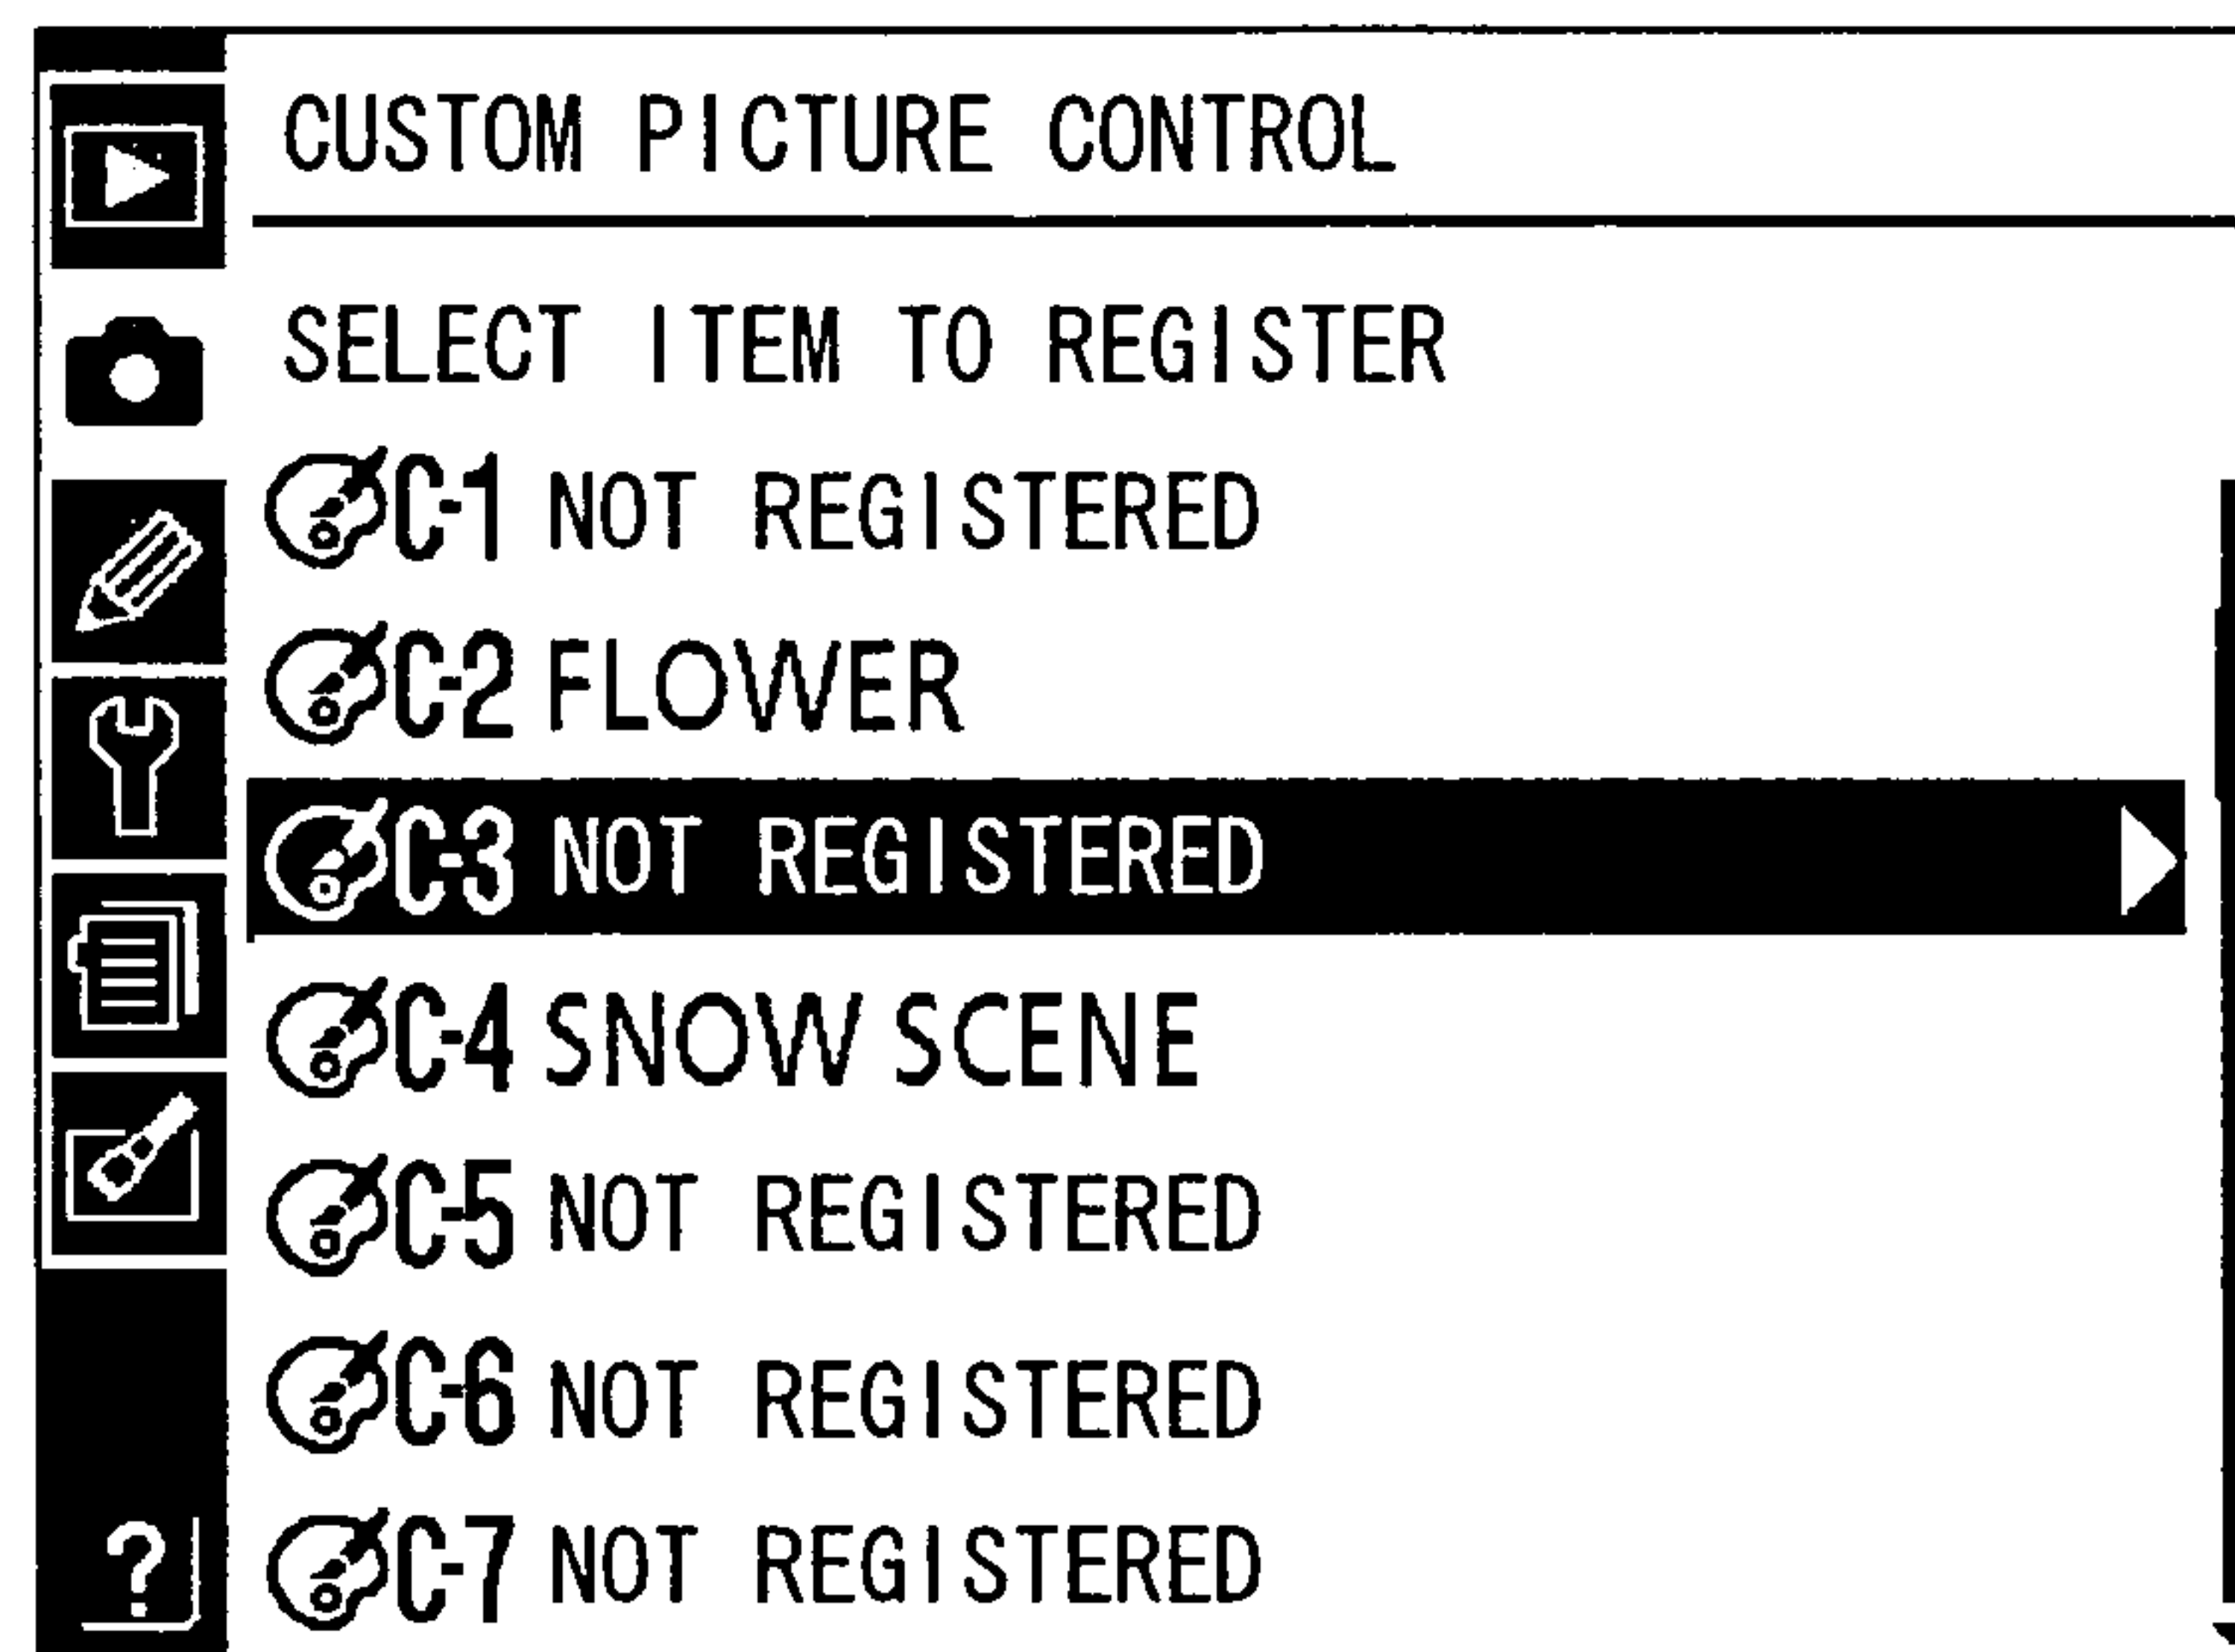 CUSTOM PICTURE CONTROL
SELECT ITEM TO REGISTER
C-1 NOT REGISTERED
C-2 FLOWER
C-3 NOT REGISTERED
C-4 SNOW SCENE
C-5 NOT REGISTERED
C-6 NOT REGISTERED
?
C-7 NOT REGISTERED